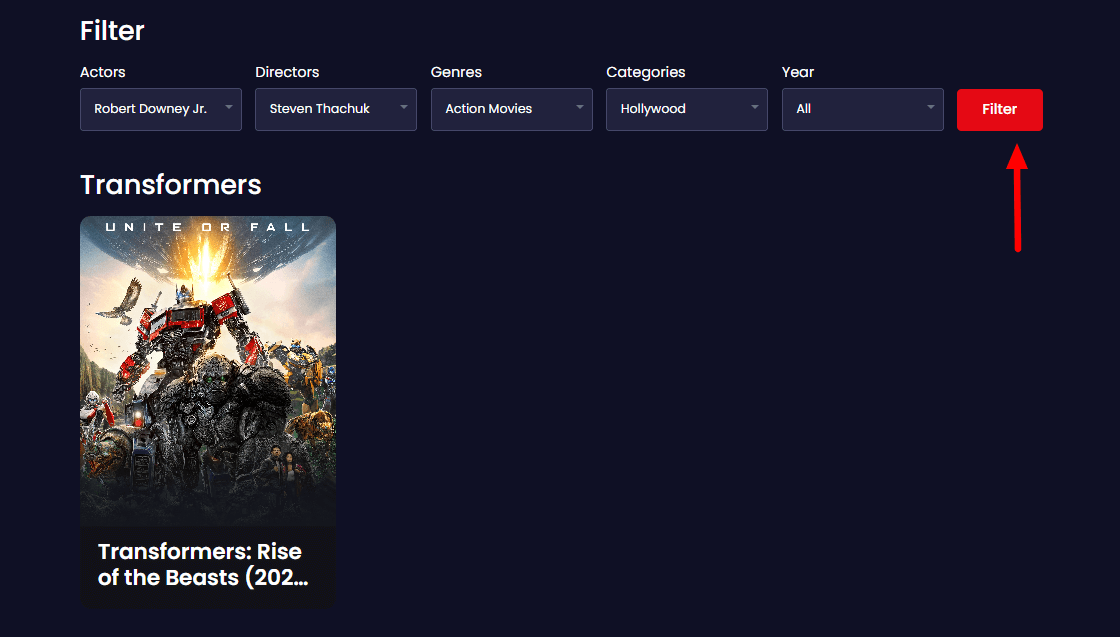 Filter
Actors
Directors
Genres
Categories
Year
Robert Downey Jr.
Steven Thachuk
Action Movies
Hollywood
All
Filter
Transformers
UNITE OR FALL
Transformers: Rise
of the Beasts (202...